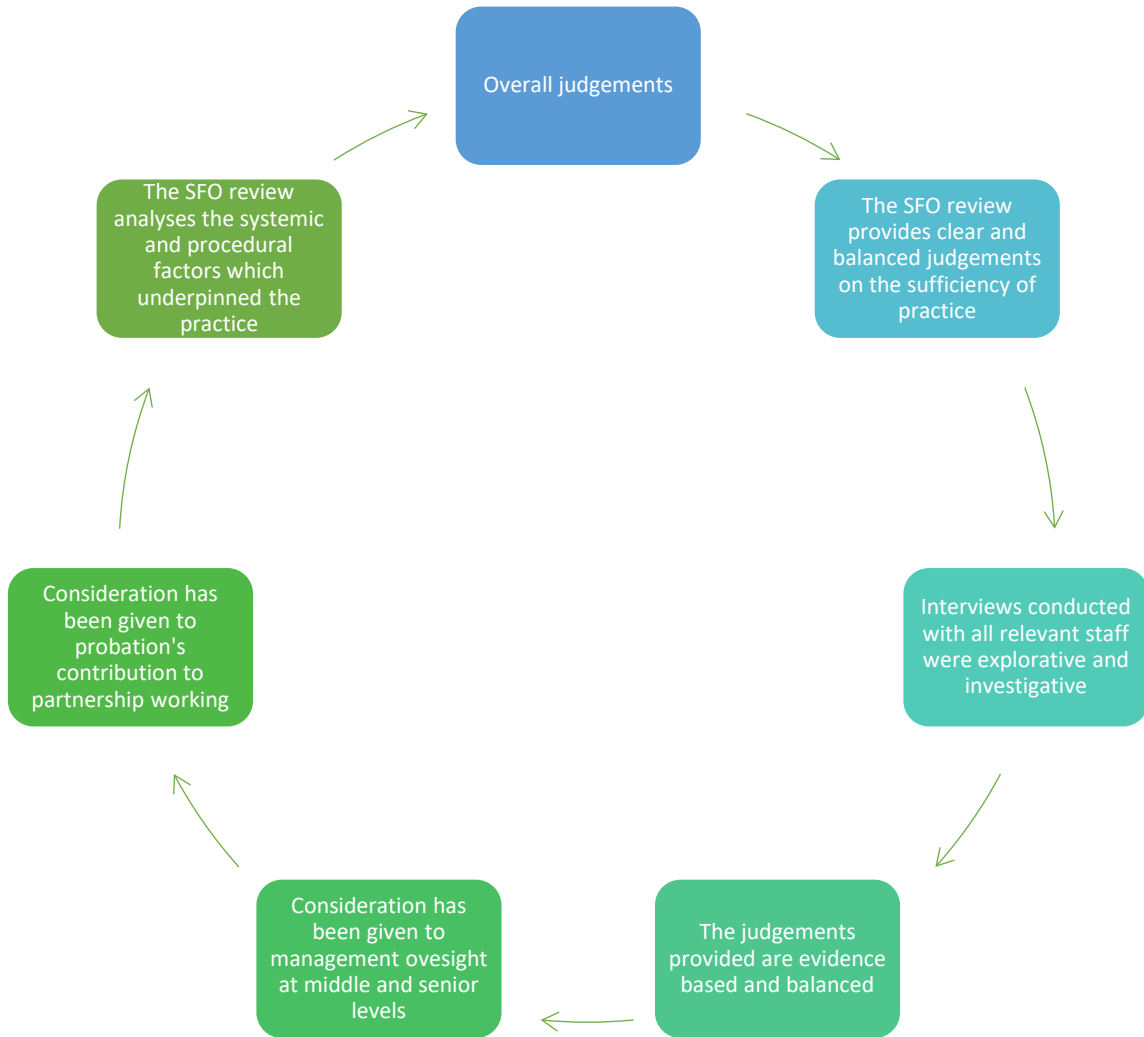 Overall judgements
The SFO review
provides clear and
balanced judgements
on the sufficiency of
practice
Interviews conducted
with all relevant staff
were explorative and
investigative
The judgements
provided are evidence
based and balanced
Consideration has
been given to
management ovesight
at middle and senior
levels
Consideration has
been given to
probation's
contribution to
partnership working
The SFO review
analyses the systemic
and procedural
factors which
underpinned the
practice